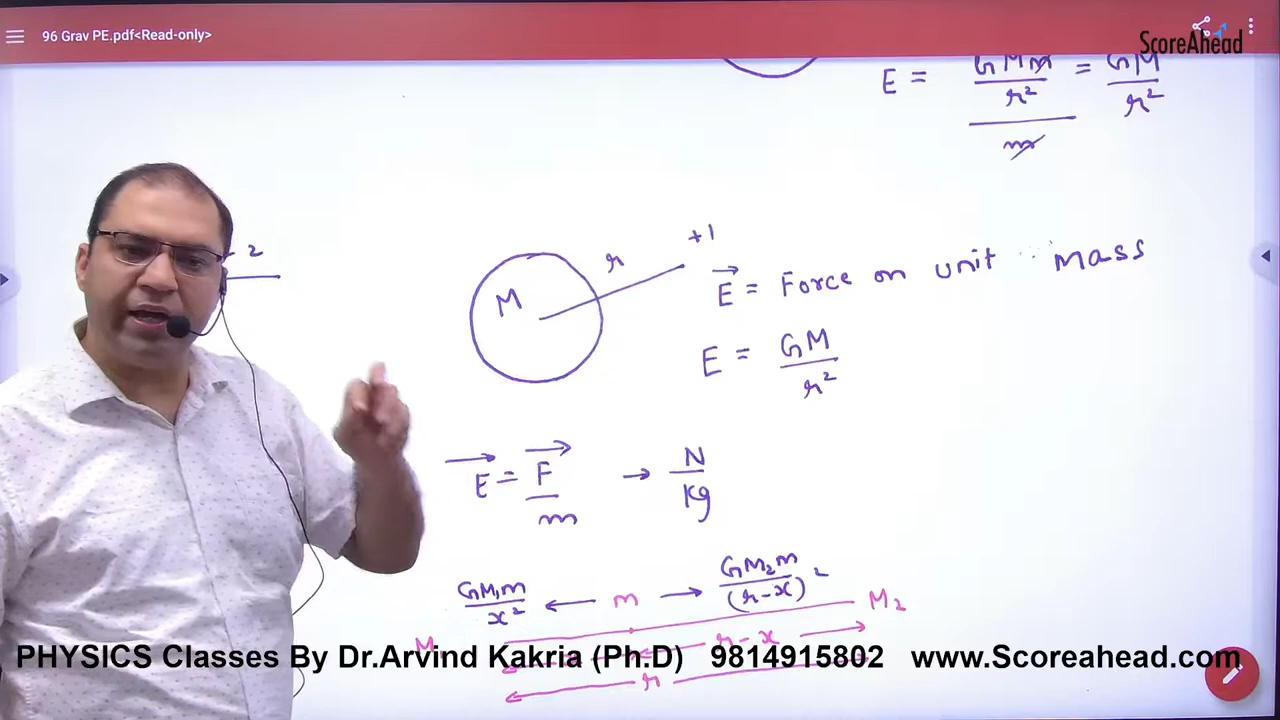 96 Grav PE.pdf<Read-only>
ScoreAhead
E = GMm/r² / m = GM/r²
2
+1
r
M
E⃗ = Force on unit mass
E = GM/r²
E⃗ = F⃗/m → N/Kg
GM₁m/x² ← m → GM₂m/(r-x)²
M M₂
r-x
PHYSICS Classes By Dr.Arvind Kakria (Ph.D) 9814915802 www.Scoreahead.com
r